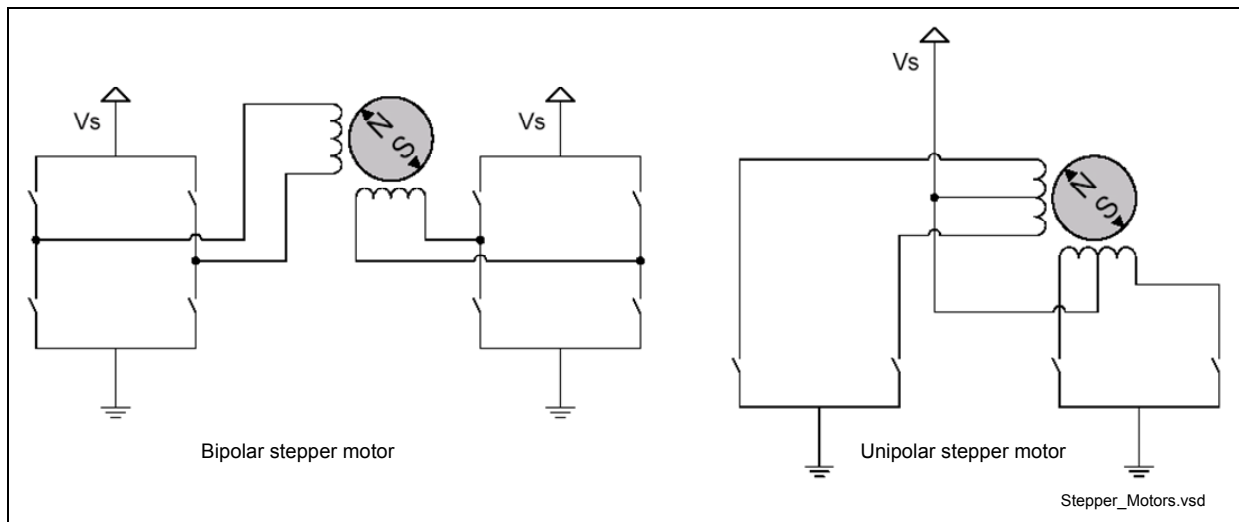 Vs
Vs
N
S
Bipolar stepper motor
Vs
N
S
Unipolar stepper motor
Stepper_Motors.vsd